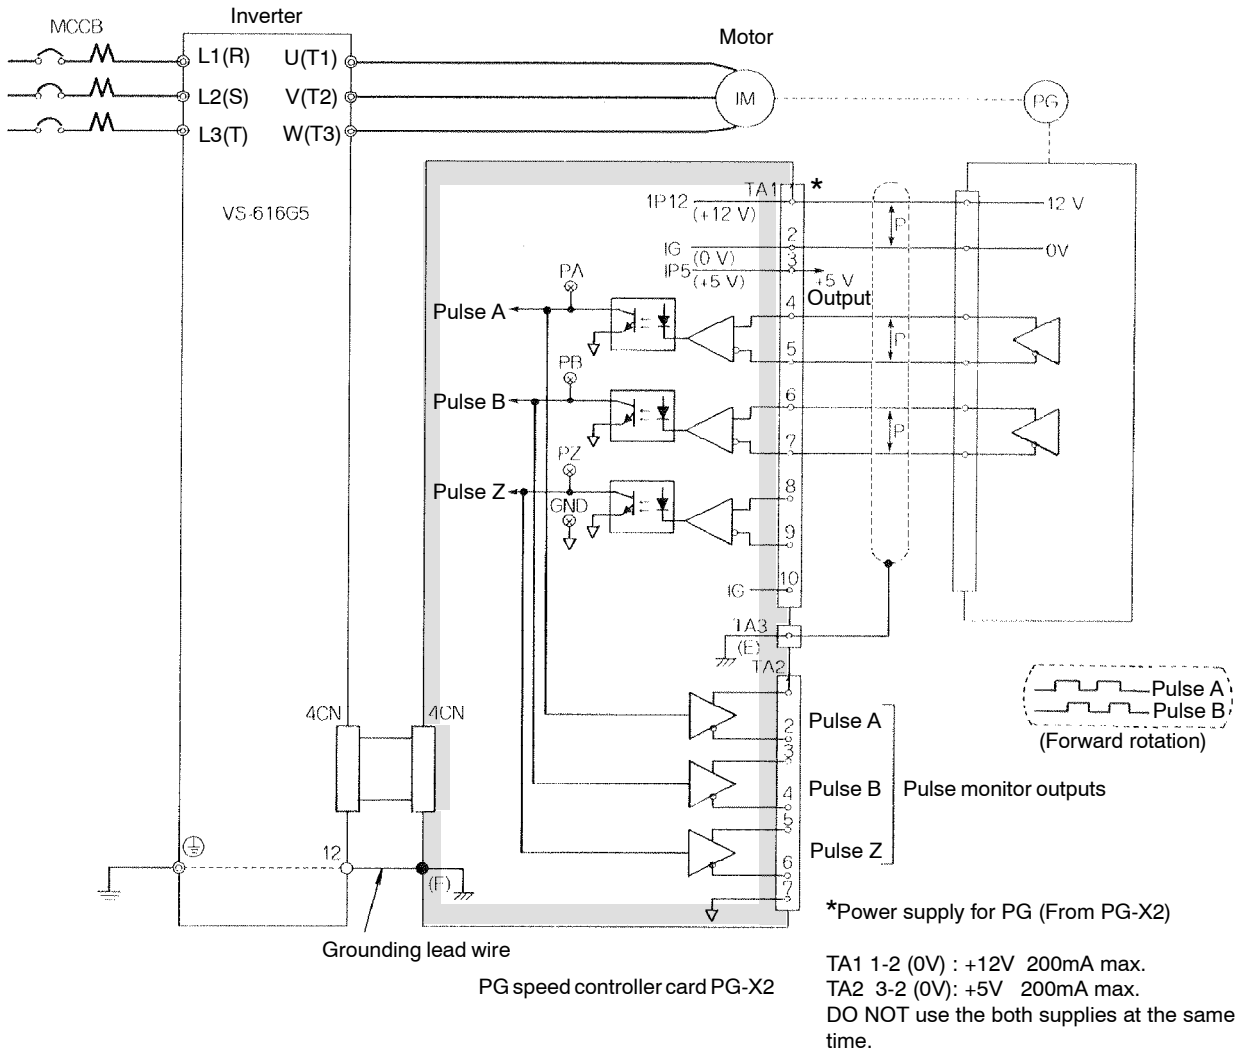 MCCB
Inverter
L1(R)
U(T1)
L2(S)
V(T2)
L3(T)
W(T3)
VS-616G5
Motor
IM
PG
TA1
*
1P12
(+12 V)
12 V
P
2
IG
(0 V)
0V
3
IP5
(+5 V)
+5 V
Output
PA
Pulse A
4
P
5
PB
Pulse B
6
P
7
PZ
Pulse Z
GND
8
9
10
IG
TA3
(E)
TA2
Pulse A
2
3
Pulse B
4
5
Pulse Z
6
7
Pulse monitor outputs
Pulse A
Pulse B
(Forward rotation)
4CN
4CN
12
(E)
Grounding lead wire
PG speed controller card PG-X2
*Power supply for PG (From PG-X2)
TA1 1-2 (0V) : +12V 200mA max.
TA2 3-2 (0V): +5V 200mA max.
DO NOT use the both supplies at the same
time.